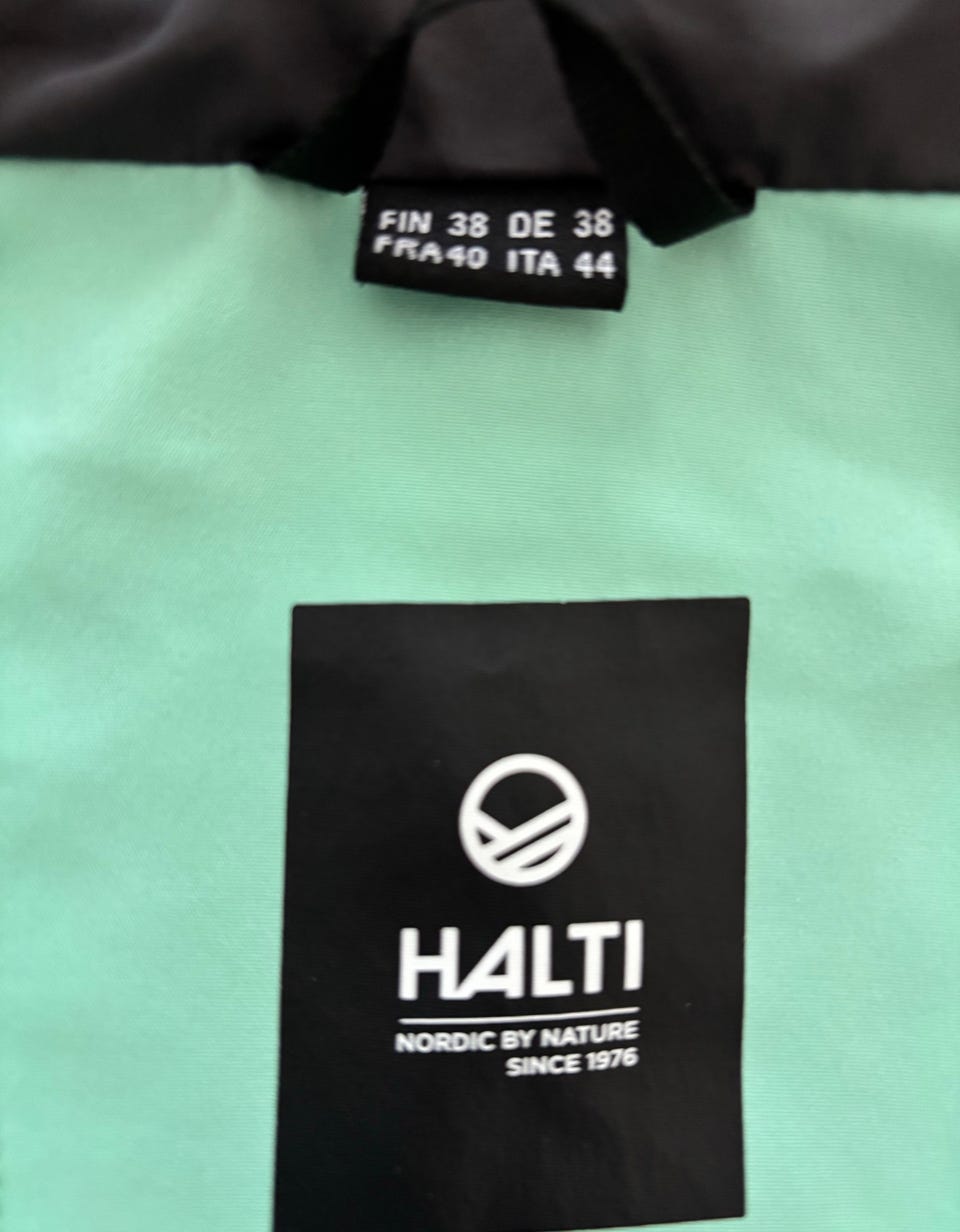 FIN 38 DE 38
FRA40 ITA 44
HALTI
NORDIC BY NATURE
SINCE 1976